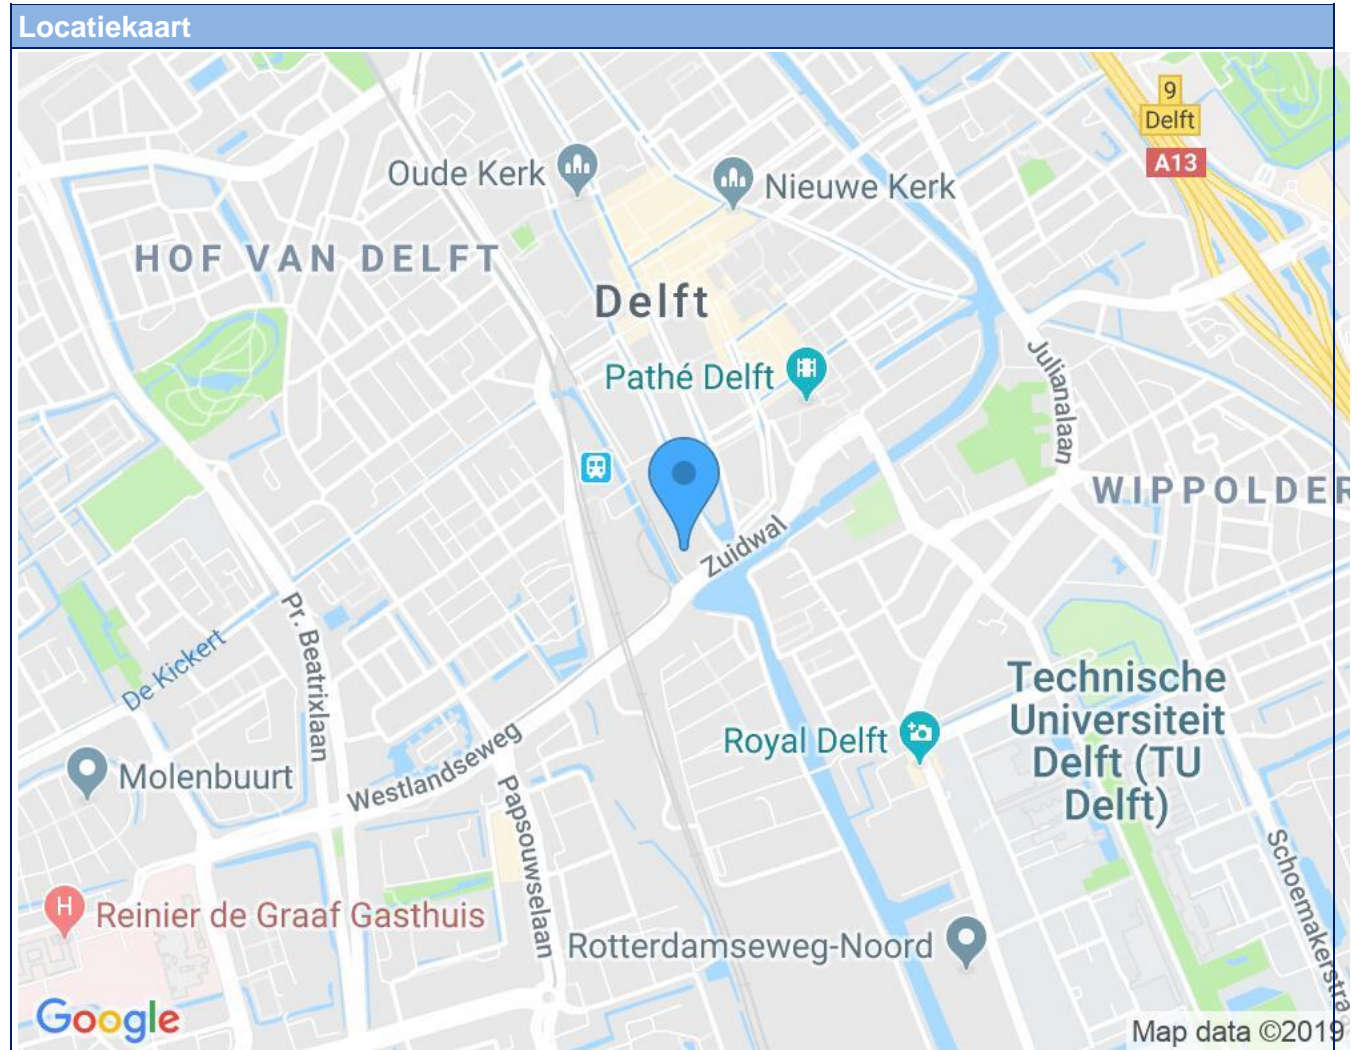 Locatiekaart
9
Delft
A13
Oude Kerk
Nieuwe Kerk
HOF VAN DELFT
Delft
Julianalaan
Pathé Delft
WIPPOLDER
Zuidwal
Pr. Beatrixlaan
De Kickert
Technische
Universiteit
Delft (TU
Delft)
Royal Delft
Molenbuurt
Westlandseweg
Papsouwselaan
Schoemakerstra
H
Reinier de Graaf Gasthuis
Rotterdamseweg-Noord
Google
Map data ©2019